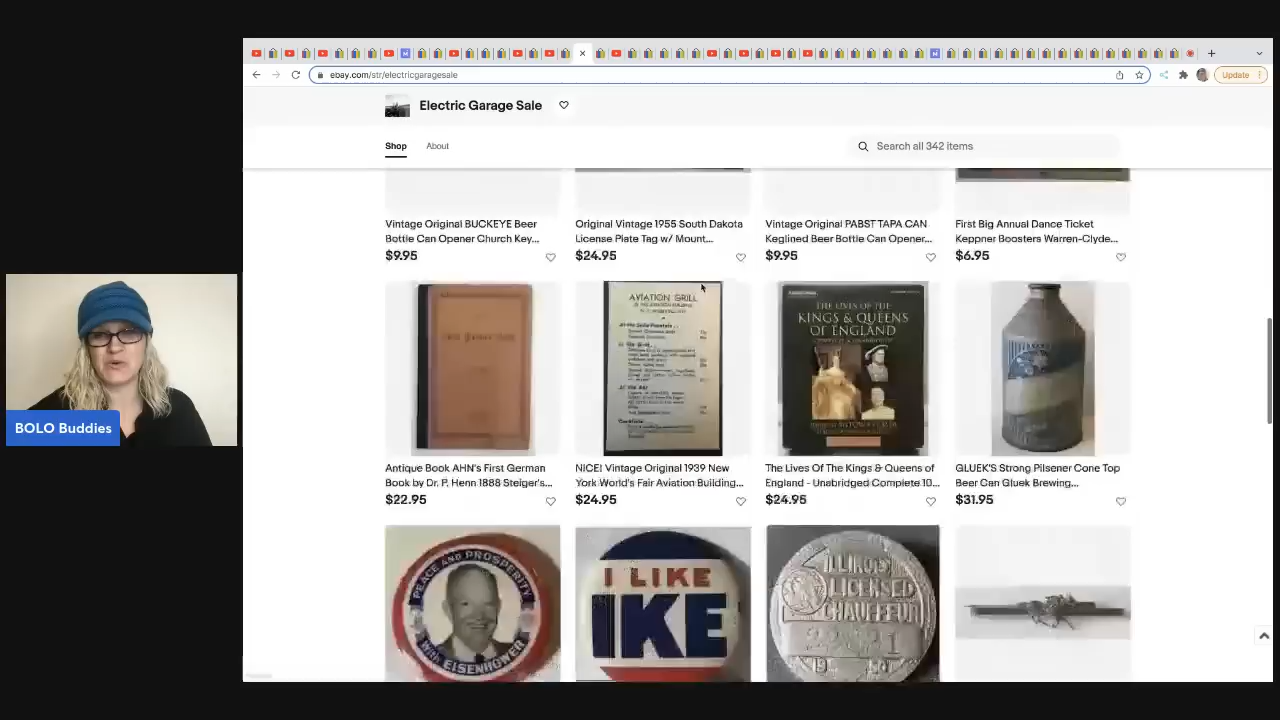 ebay.com/str/electricgaragesale
Update
Electric Garage Sale
Shop
About
Search all 342 items
Vintage Original BUCKEYE Beer
Bottle Can Opener Church Key...
$9.95
Original Vintage 1955 South Dakota
License Plate Tag w/ Mount...
$24.95
Vintage Original PABST TAPA CAN
Keglined Beer Bottle Can Opener...
$9.95
First Big Annual Dance Ticket
Keppner Boosters Warren-Clyde...
$6.95
AVIATION GRILL
THE LIVES OF THE
KINGS & QUEENS
OF ENGLAND
Antique Book AHN's First German
Book by Dr. P. Henn 1888 Steiger's...
$22.95
NICE! Vintage Original 1939 New
York World's Fair Aviation Building...
$24.95
The Lives Of The Kings & Queens of
England - Unabridged Complete 10...
$24.95
GLUEK'S Strong Pilsener Cone Top
Beer Can Gluek Brewing...
$31.95
PEACE AND PROSPERITY
WITH EISENHOWER
I LIKE
IKE
ILLINOIS
LICENSED
CHAUFFEUR
BOLO Buddies